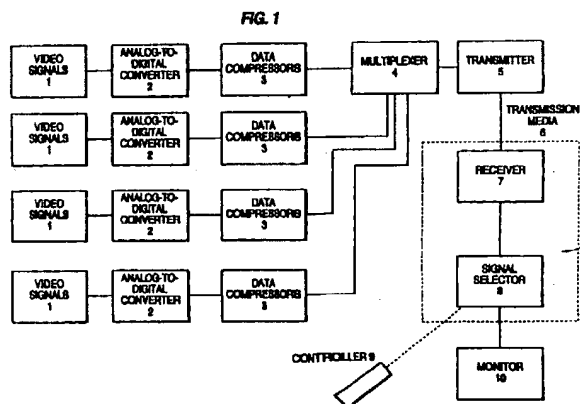 FIG. 1
VIDEO
SIGNALS
1
ANALOG-TO-
DIGITAL
CONVERTER
2
DATA
COMPRESSORS
3
MULTIPLEXER
4
TRANSMITTER
5
TRANSMISSION
MEDIA
6
VIDEO
SIGNALS
1
ANALOG-TO-
DIGITAL
CONVERTER
2
DATA
COMPRESSORS
3
RECEIVER
7
VIDEO
SIGNALS
1
ANALOG-TO-
DIGITAL
CONVERTER
2
DATA
COMPRESSORS
3
VIDEO
SIGNALS
1
ANALOG-TO-
DIGITAL
CONVERTER
2
DATA
COMPRESSORS
3
SIGNAL
SELECTOR
8
CONTROLLER 9
MONITOR
10